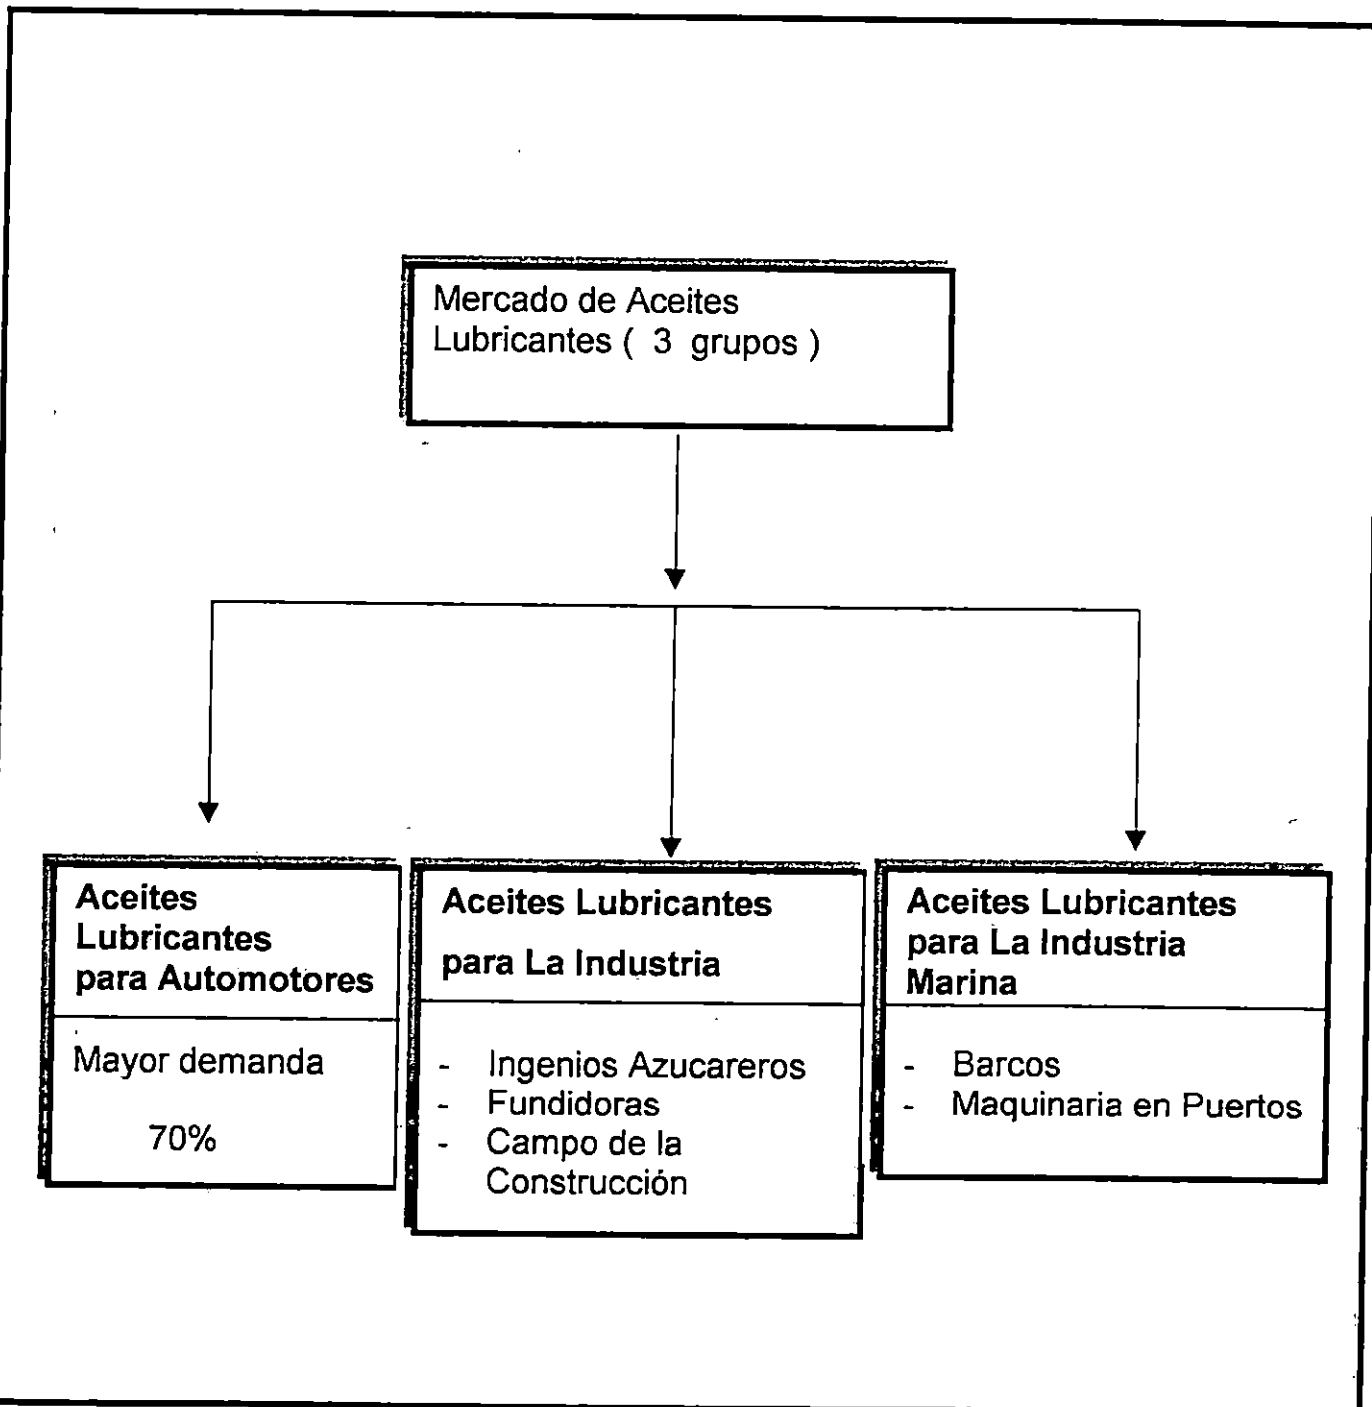 Mercado de Aceites
Lubricantes ( 3 grupos )
Aceites
Lubricantes
para Automotores
Mayor demanda
70%
Aceites Lubricantes
para La Industria
- Ingenios Azucareros
- Fundidoras
- Campo de la
Construcción
Aceites Lubricantes
para La Industria
Marina
- Barcos
- Maquinaria en Puertos